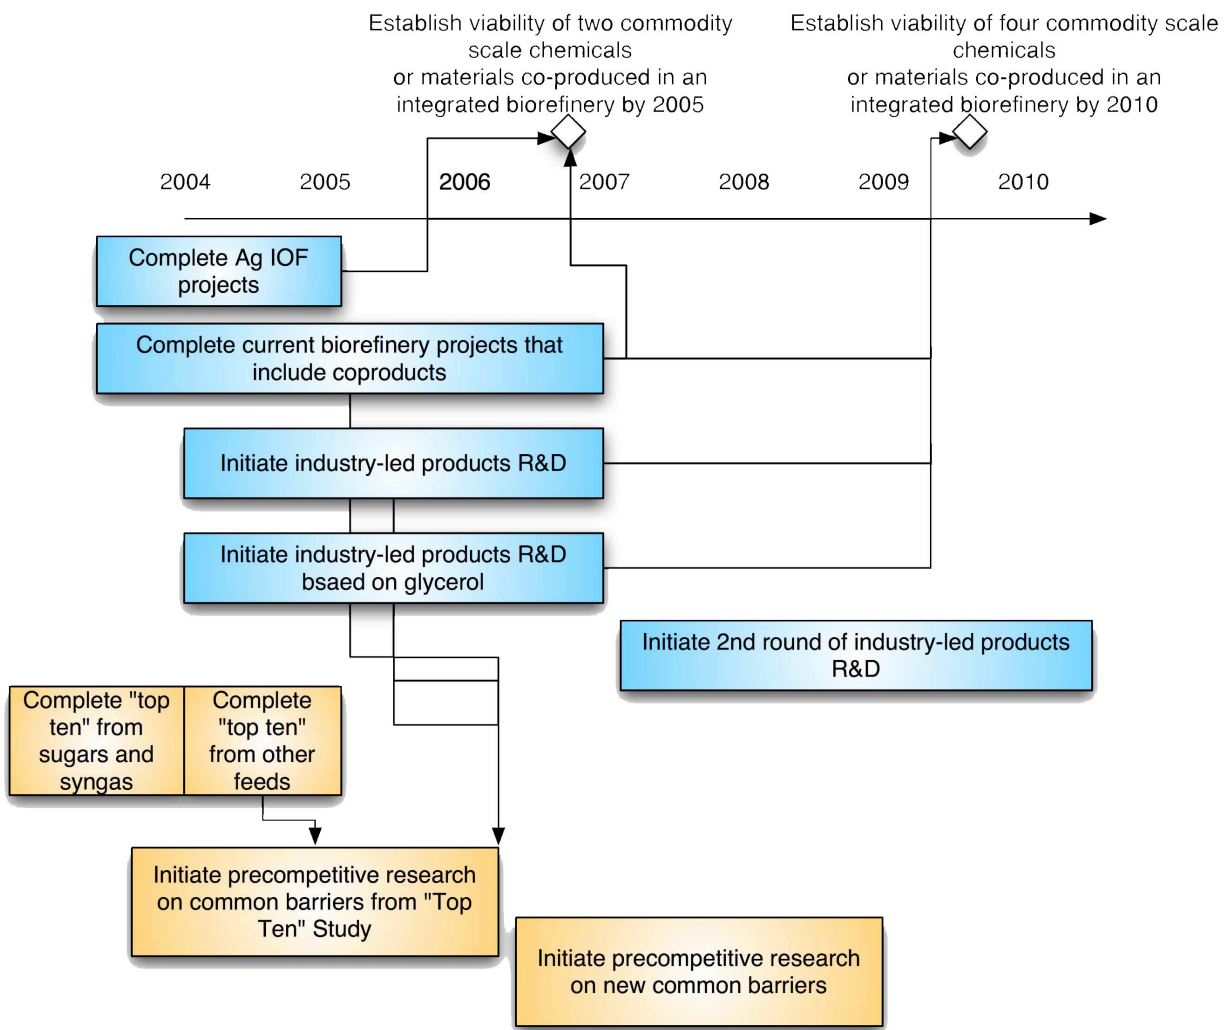 Establish viability of two commodity
scale chemicals
or materials co-produced in an
integrated biorefinery by 2005
Establish viability of four commodity scale
chemicals
or materials co-produced in an
integrated biorefinery by 2010
2004 2005 2006 2007 2008 2009 2010
Complete Ag IOF
projects
Complete current biorefinery projects that
include coproducts
Initiate industry-led products R&D
Initiate industry-led products R&D
bsaed on glycerol
Initiate 2nd round of industry-led products
R&D
Complete "top
ten" from
sugars and
syngas
Complete
"top ten"
from other
feeds
Initiate precompetitive research
on common barriers from "Top
Ten" Study
Initiate precompetitive research
on new common barriers